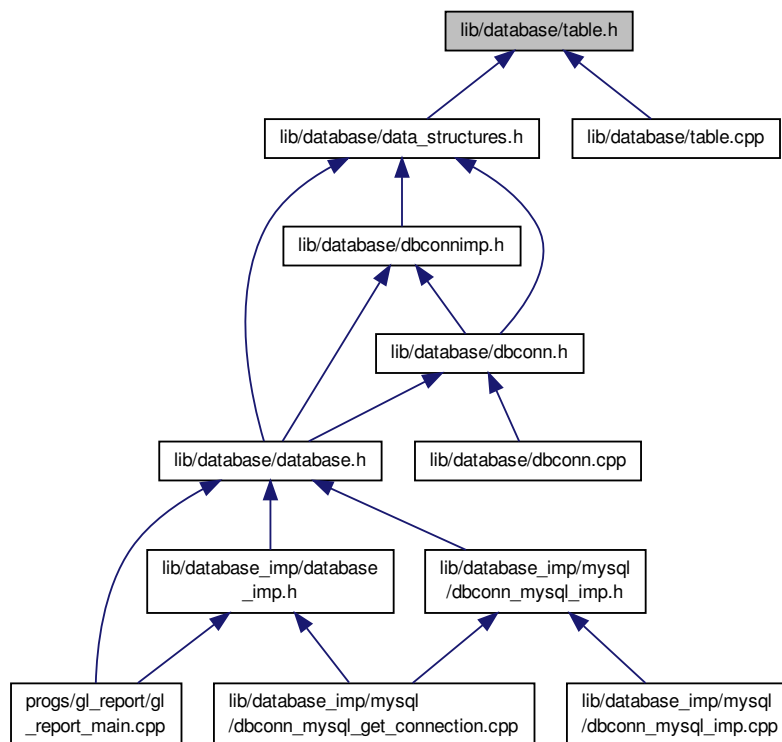 lib/database/table.h
lib/database/data_structures.h
lib/database/table.cpp
lib/database/dbconnimp.h
lib/database/dbconn.h
lib/database/database.h
lib/database/dbconn.cpp
lib/database_imp/database
_imp.h
lib/database_imp/mysql
/dbconn_mysql_imp.h
progs/gl_report/gl
_report_main.cpp
lib/database_imp/mysql
/dbconn_mysql_get_connection.cpp
lib/database_imp/mysql
/dbconn_mysql_imp.cpp